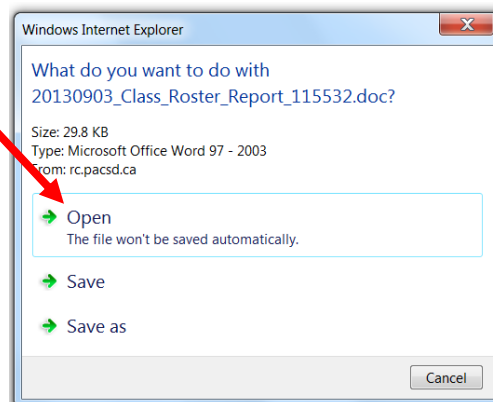 Windows Internet Explorer
What do you want to do with
20130903_Class_Roster_Report_115532.doc?
Size: 29.8 KB
Type: Microsoft Office Word 97 - 2003
From: rc.pacsd.ca
Open
The file won't be saved automatically.
Save
Save as
Cancel